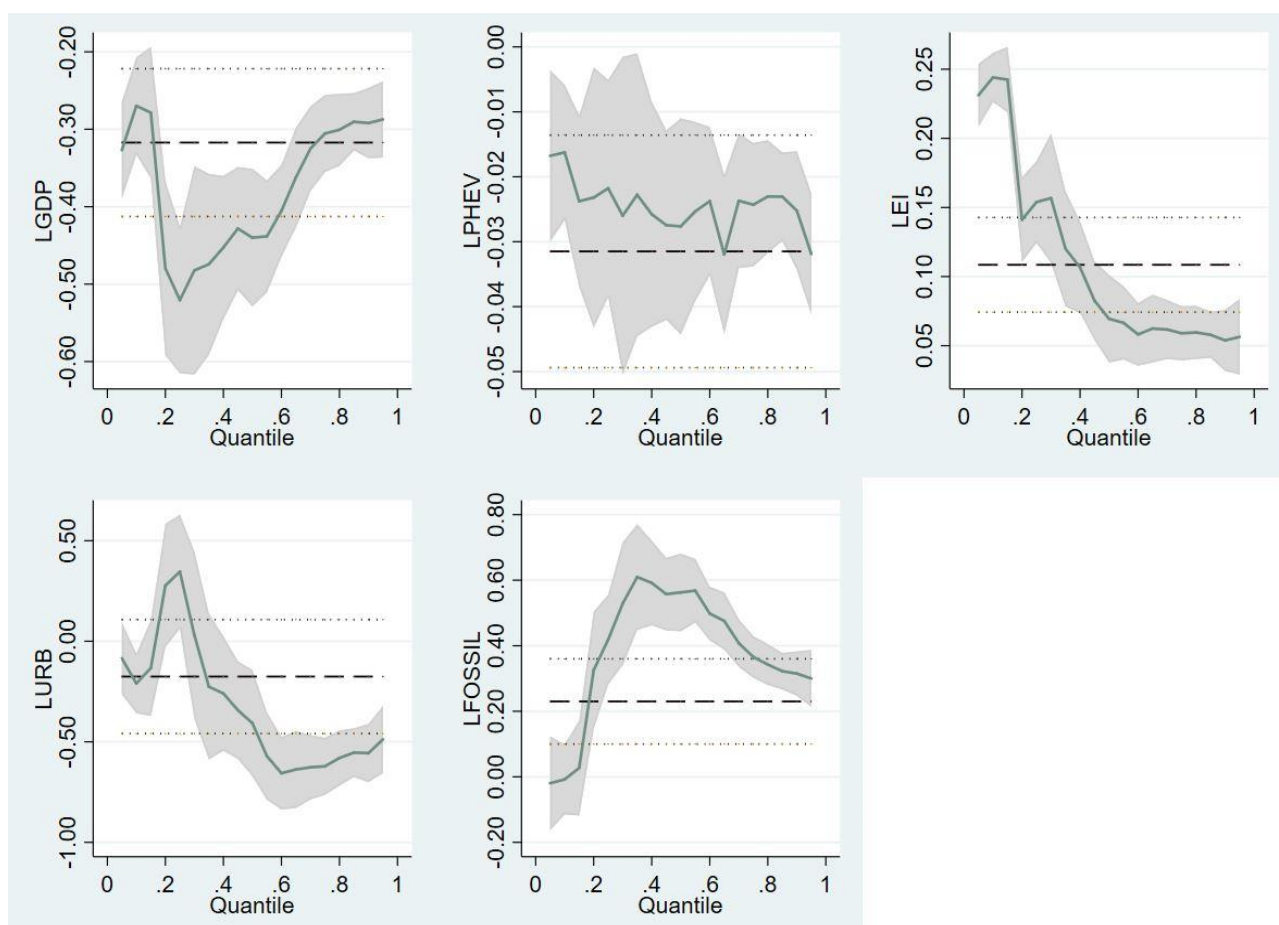 LGDP
-0.20
-0.30
-0.40
-0.50
-0.60
0 .2 .4 .6 .8 1
Quantile
LPHEV
0.00
-0.01
-0.02
-0.03
-0.04
-0.05
0 .2 .4 .6 .8 1
Quantile
LEI
0.25
0.20
0.15
0.10
0.05
0 .2 .4 .6 .8 1
Quantile
LURB
0.50
0.00
-0.50
-1.00
0 .2 .4 .6 .8 1
Quantile
LFOSSIL
0.80
0.60
0.40
0.20
0.00
-0.20
0 .2 .4 .6 .8 1
Quantile